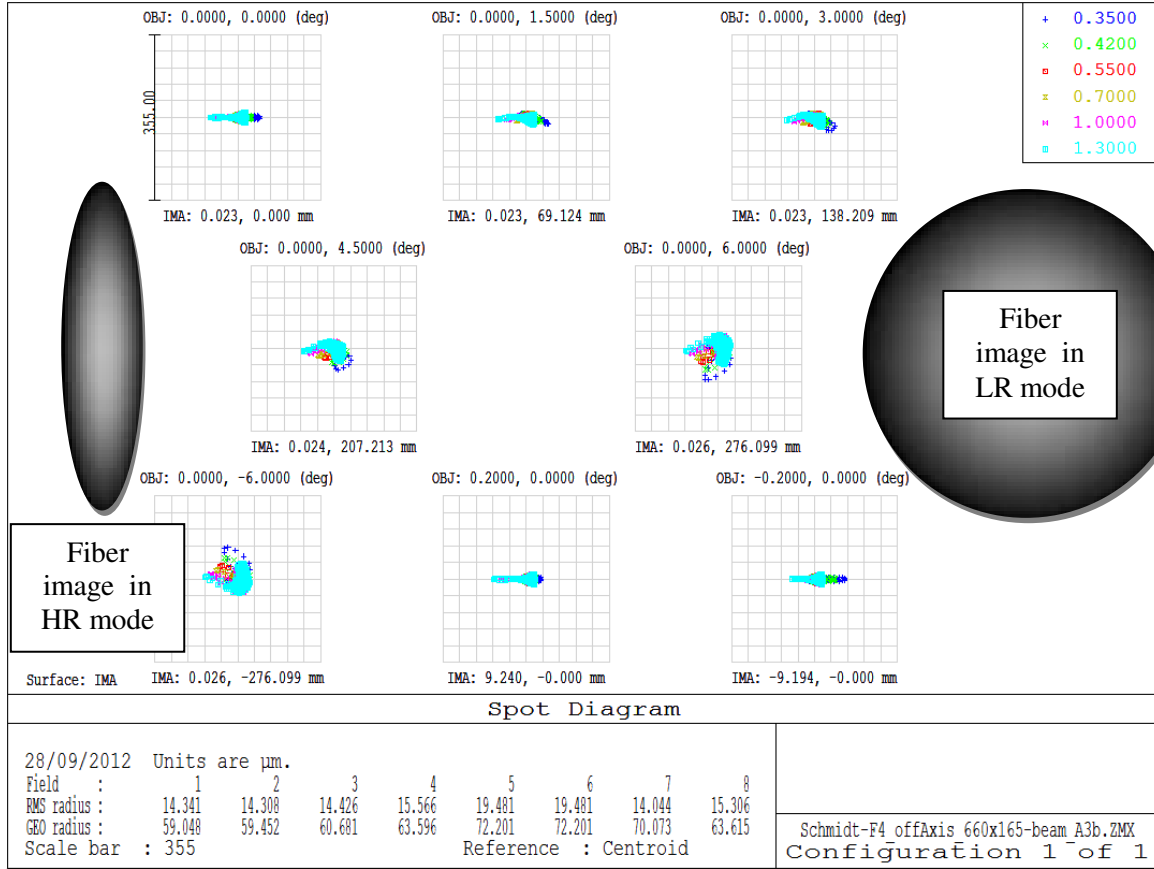 OBJ: 0.0000, 0.0000 (deg)
OBJ: 0.0000, 1.5000 (deg)
OBJ: 0.0000, 3.0000 (deg)
+ 0.3500
× 0.4200
0.5500
0.7000
1.0000
1.3000
355.00
IMA: 0.023, 0.000 mm
IMA: 0.023, 69.124 mm
IMA: 0.023, 138.209 mm
OBJ: 0.0000, 4.5000 (deg)
OBJ: 0.0000, 6.0000 (deg)
Fiber
image in
LR mode
IMA: 0.024, 207.213 mm
IMA: 0.026, 276.099 mm
OBJ: 0.0000, -6.0000 (deg)
OBJ: 0.2000, 0.0000 (deg)
OBJ: -0.2000, 0.0000 (deg)
Fiber
image in
HR mode
Surface: IMA
IMA: 0.026, -276.099 mm
IMA: 9.240, -0.000 mm
IMA: -9.194, -0.000 mm
Spot Diagram
28/09/2012 Units are µm.
Field : 1 2 3 4 5 6 7 8
RMS radius : 14.341 14.308 14.426 15.566 19.481 19.481 14.044 15.306
GEO radius : 59.048 59.452 60.681 63.596 72.201 72.201 70.073 63.615
Scale bar : 355 Reference : Centroid
Schmidt-F4_offAxis_660x165-beam_A3b.ZMX
Configuration 1 of 1